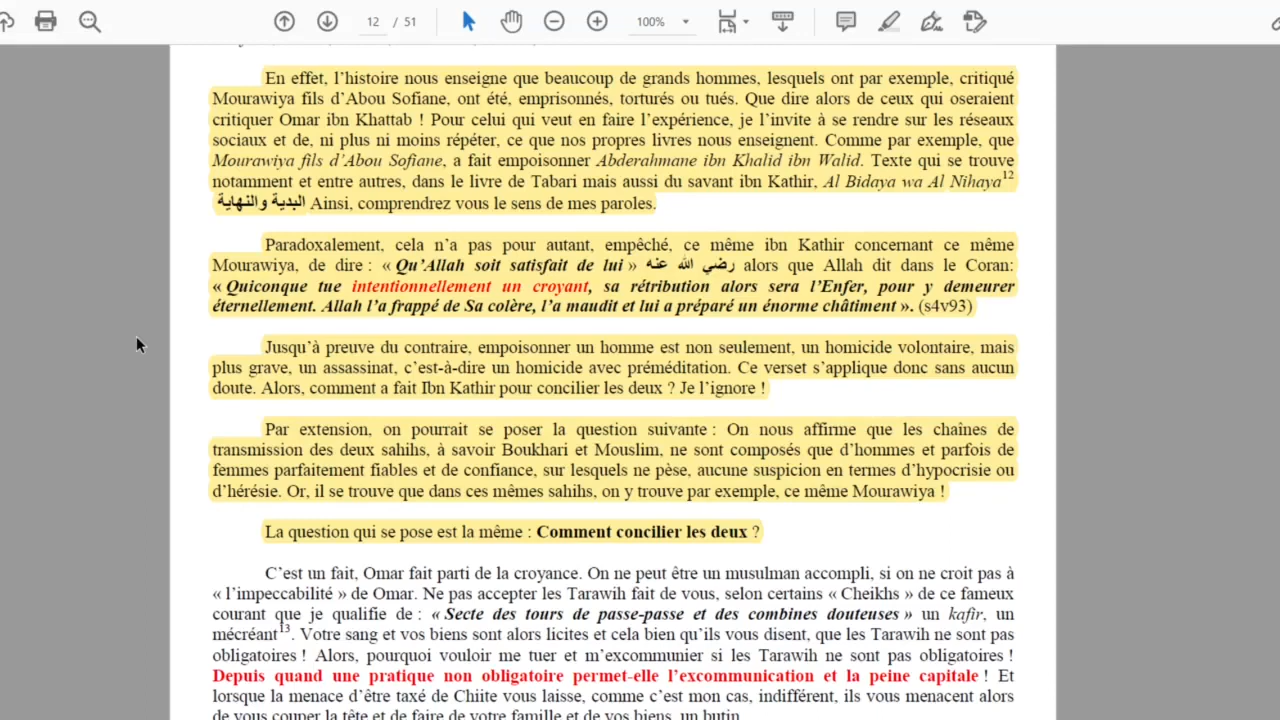 12 / 51
100%
En effet, l’histoire nous enseigne que beaucoup de grands hommes, lesquels ont par exemple, critiqué
Mourawiya fils d’Abou Sofiane, ont été, emprisonnés, torturés ou tués. Que dire alors de ceux qui oseraient
critiquer Omar ibn Khattab ! Pour celui qui veut en faire l’expérience, je l’invite à se rendre sur les réseaux
sociaux et de, ni plus ni moins répéter, ce que nos propres livres nous enseignent. Comme par exemple, que
Mourawiya fils d’Abou Sofiane, a fait empoisonner Abderahmane ibn Khalid ibn Walid. Texte qui se trouve
notamment et entre autres, dans le livre de Tabari mais aussi du savant ibn Kathir, Al Bidaya wa Al Nihaya12
البدية والنهاية Ainsi, comprendrez vous le sens de mes paroles.
Paradoxalement, cela n’a pas pour autant, empêché, ce même ibn Kathir concernant ce même
Mourawiya, de dire : « Qu’Allah soit satisfait de lui » رضي الله عنه alors que Allah dit dans le Coran:
« Quiconque tue intentionnellement un croyant, sa rétribution alors sera l’Enfer, pour y demeurer
éternellement. Allah l’a frappé de Sa colère, l’a maudit et lui a préparé un énorme châtiment ». (s4v93)
Jusqu’à preuve du contraire, empoisonner un homme est non seulement, un homicide volontaire, mais
plus grave, un assassinat, c’est-à-dire un homicide avec préméditation. Ce verset s’applique donc sans aucun
doute. Alors, comment a fait Ibn Kathir pour concilier les deux ? Je l’ignore !
Par extension, on pourrait se poser la question suivante : On nous affirme que les chaînes de
transmission des deux sahihs, à savoir Boukhari et Mouslim, ne sont composés que d’hommes et parfois de
femmes parfaitement fiables et de confiance, sur lesquels ne pèse, aucune suspicion en termes d’hypocrisie ou
d’hérésie. Or, il se trouve que dans ces mêmes sahihs, on y trouve par exemple, ce même Mourawiya !
La question qui se pose est la même : Comment concilier les deux ?
C’est un fait, Omar fait parti de la croyance. On ne peut être un musulman accompli, si on ne croit pas à
« l’impeccabilité » de Omar. Ne pas accepter les Tarawih fait de vous, selon certains « Cheikhs » de ce fameux
courant que je qualifie de : « Secte des tours de passe-passe et des combines douteuses » un kafir, un
mécréant13. Votre sang et vos biens sont alors licites et cela bien qu’ils vous disent, que les Tarawih ne sont pas
obligatoires ! Alors, pourquoi vouloir me tuer et m’excommunier si les Tarawih ne sont pas obligatoires !
Depuis quand une pratique non obligatoire permet-elle l’excommunication et la peine capitale ! Et
lorsque la menace d’être taxé de Chiite vous laisse, comme c’est mon cas, indifférent, ils vous menacent alors
de vous couper la tête et de faire de votre famille et de vos biens, un butin